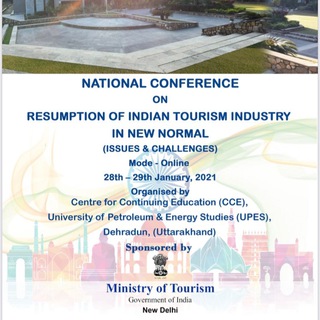 NATIONAL CONFERENCE
ON
RESUMPTION OF INDIAN TOURISM INDUSTRY
IN NEW NORMAL
(ISSUES & CHALLENGES)
Mode - Online
28th – 29th January, 2021
Organised by
Centre for Continuing Education (CCE),
University of Petroleum & Energy Studies (UPES),
Dehradun, (Uttarakhand)
Sponsored by
Ministry of Tourism
Government of India
New Delhi